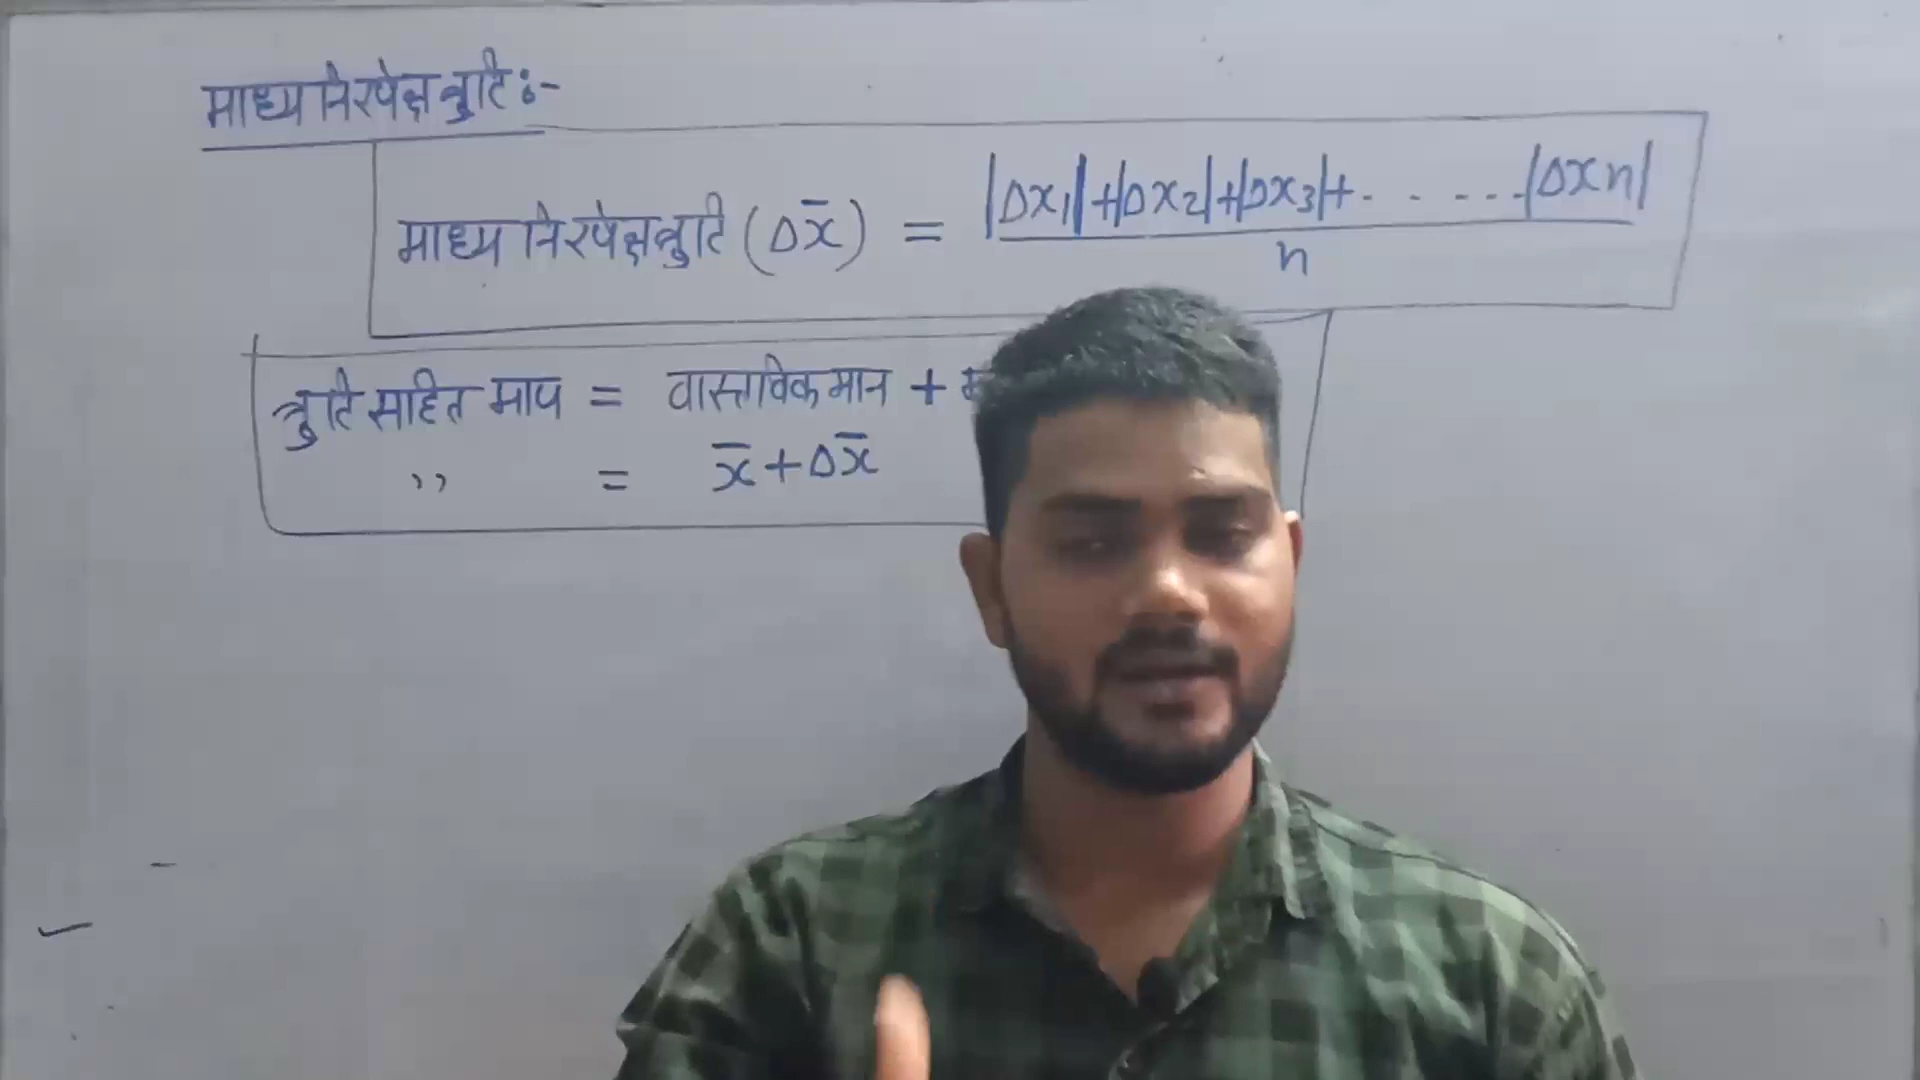 माध्य निरपेक्ष त्रुटि :-
माध्य निरपेक्ष त्रुटि (Δx̄) = |Δx₁| + |Δx₂| + |Δx₃| + - - - - - |Δxn|
n
त्रुटि सहित माप = वास्तविक मान +
,, = x̄ + Δx̄